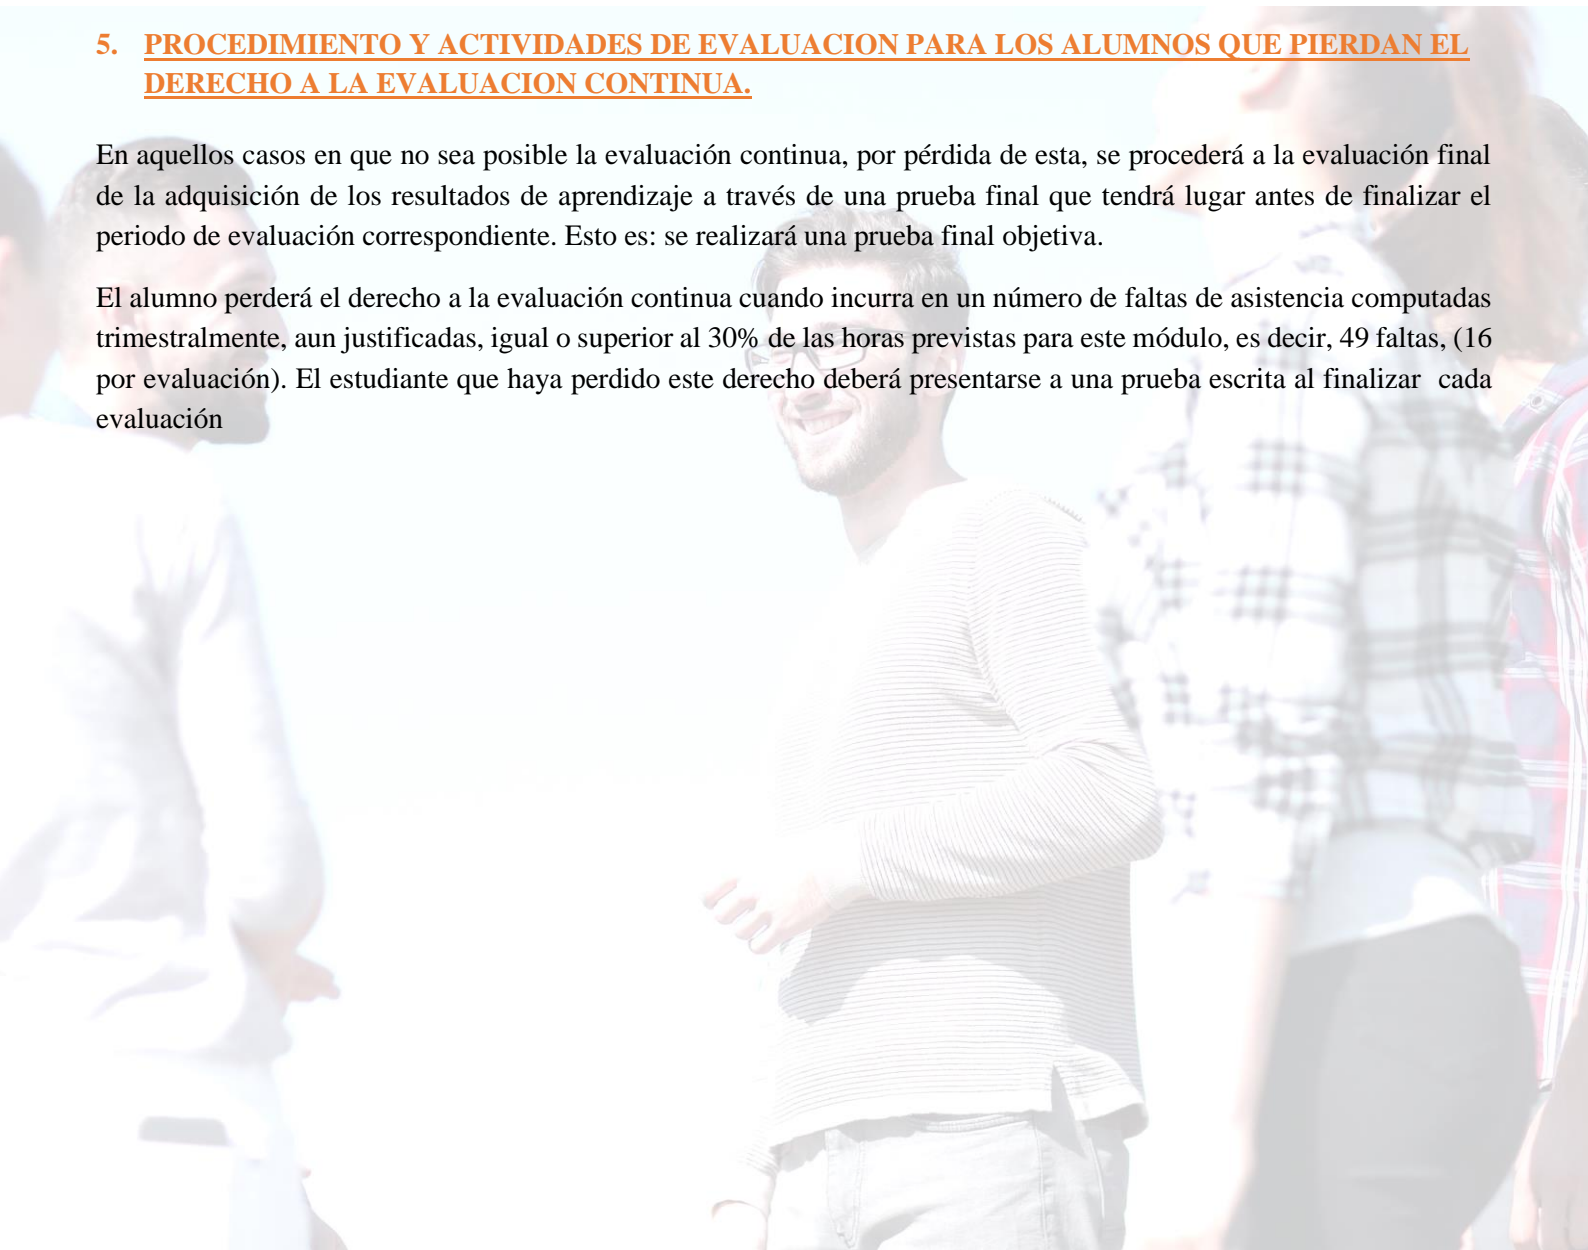 5. PROCEDIMIENTO Y ACTIVIDADES DE EVALUACION PARA LOS ALUMNOS QUE PIERDAN EL
DERECHO A LA EVALUACION CONTINUA.
En aquellos casos en que no sea posible la evaluación continua, por pérdida de esta, se procederá a la evaluación final
de la adquisición de los resultados de aprendizaje a través de una prueba final que tendrá lugar antes de finalizar el
periodo de evaluación correspondiente. Esto es: se realizará una prueba final objetiva.
El alumno perderá el derecho a la evaluación continua cuando incurra en un número de faltas de asistencia computadas
trimestralmente, aun justificadas, igual o superior al 30% de las horas previstas para este módulo, es decir, 49 faltas, (16
por evaluación). El estudiante que haya perdido este derecho deberá presentarse a una prueba escrita al finalizar cada
evaluación